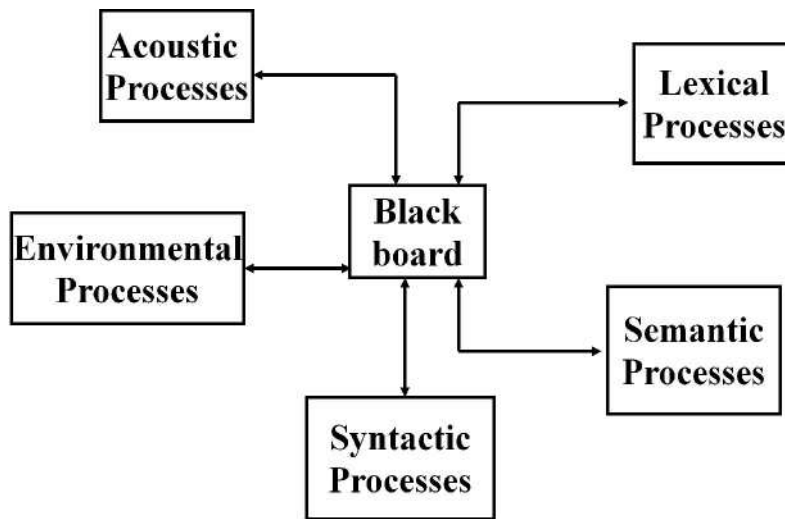 Acoustic
Processes
Lexical
Processes
Black
board
Environmental
Processes
Semantic
Processes
Syntactic
Processes